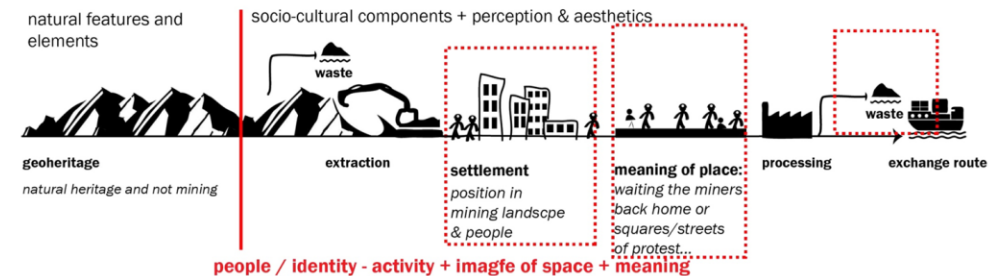 natural features and
elements
socio-cultural components + perception & aesthetics
waste
geoheritage
natural heritage and not mining
extraction
settlement
position in
mining landscpe
& people
meaning of place:
waiting the miners
back home or
squares/streets
of protest...
processing
waste
exchange route
people / identity - activity + imagfe of space + meaning